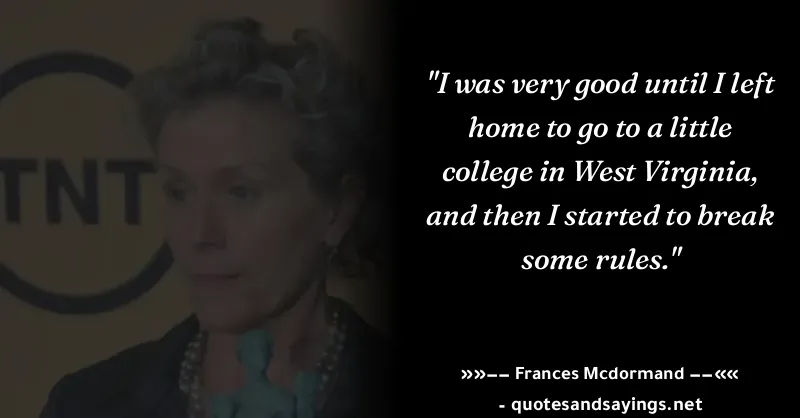 TNT
"I was very good until I left
home to go to a little
college in West Virginia,
and then I started to break
some rules."
»»−− Frances Mcdormand −−««
- quotesandsayings.net